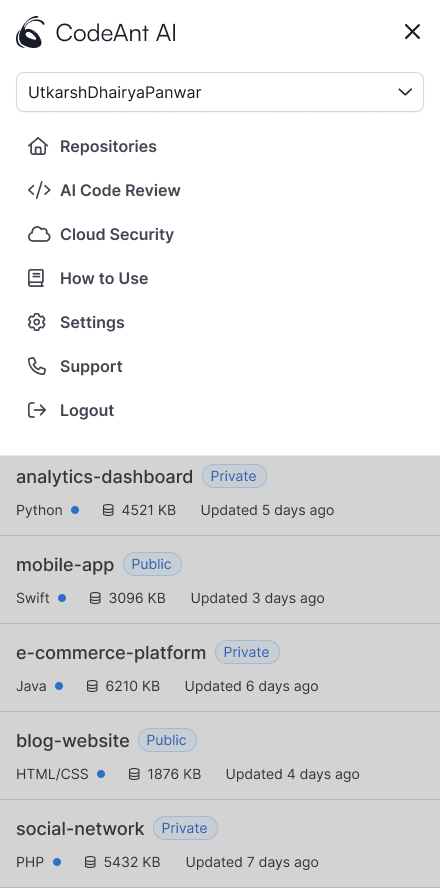 CodeAnt AI
UtkarshDhairyaPanwar
Repositories
AI Code Review
Cloud Security
How to Use
Settings
Support
Logout
analytics-dashboard Private
Python 4521 KB Updated 5 days ago
mobile-app Public
Swift 3096 KB Updated 3 days ago
e-commerce-platform Private
Java 6210 KB Updated 6 days ago
blog-website Public
HTML/CSS 1876 KB Updated 4 days ago
social-network Private
PHP 5432 KB Updated 7 days ago